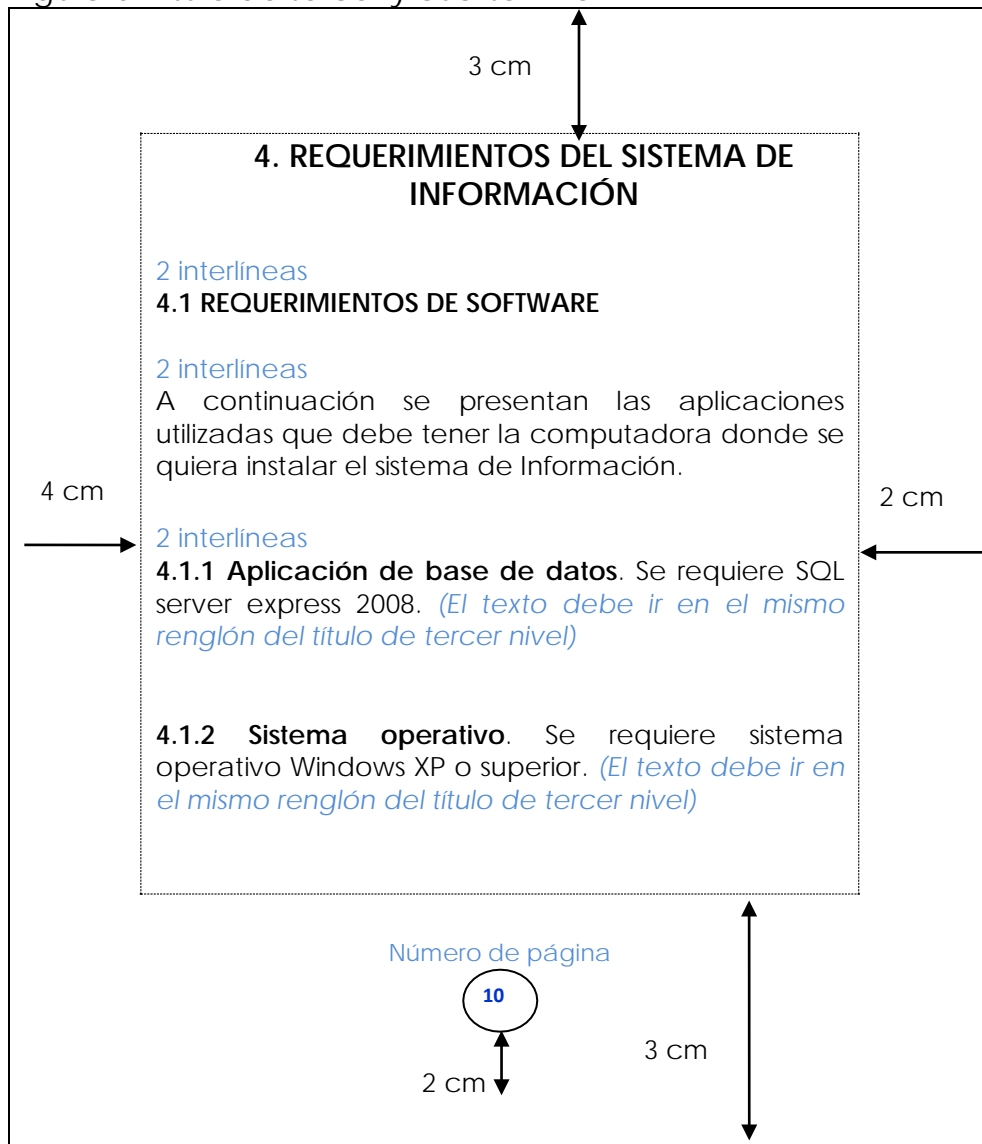 3 cm
4. REQUERIMIENTOS DEL SISTEMA DE
INFORMACIÓN
2 interlíneas
4.1 REQUERIMIENTOS DE SOFTWARE
2 interlíneas
A continuación se presentan las aplicaciones
utilizadas que debe tener la computadora donde se
quiera instalar el sistema de Información.
4 cm
2 cm
2 interlíneas
4.1.1 Aplicación de base de datos. Se requiere SQL
server express 2008. (El texto debe ir en el mismo
renglón del título de tercer nivel)
4.1.2 Sistema operativo. Se requiere sistema
operativo Windows XP o superior. (El texto debe ir en
el mismo renglón del título de tercer nivel)
Número de página
10
3 cm
2 cm